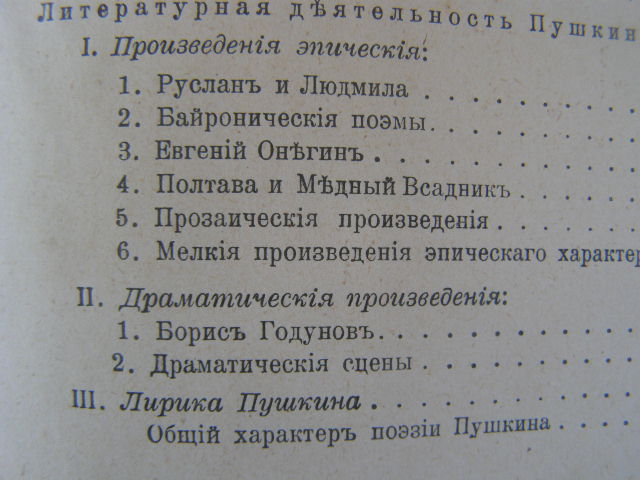 Литературная дѣятельность Пушкин
I. Произведенія эпическія:
1. Русланъ и Людмила . . . . . . .
2. Байроническія поэмы. . . . . . .
3. Евгеній Онѣгинъ . . . . . . . . .
4. Полтава и Мѣдный Всадникъ . . . . .
5. Прозаическія произведенія . . . . . .
6. Мелкія произведенія эпическаго характер
II. Драматическія произведенія:
1. Борисъ Годуновъ. . . . . . . . . .
2. Драматическія сцены . . . . . . . .
III. Лирика Пушкина . . . . . . . . . .
Общій характеръ поэзіи Пушкина . . . .